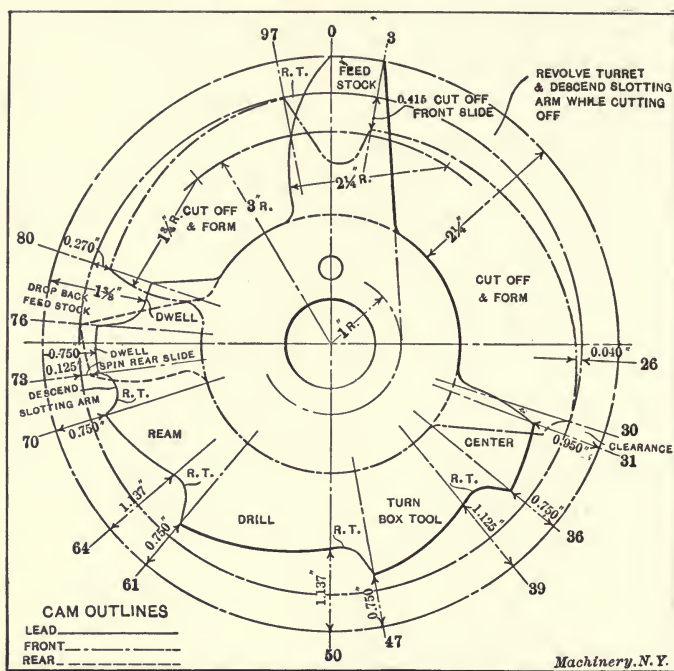 97
0
3
R.T.
FEED
STOCK
0.415 CUT OFF
FRONT SLIDE
REVOLVE TURRET
& DESCEND SLOTTING
ARM WHILE CUTTING
OFF
2¼" R.
3" R.
1¾" R.
CUT OFF
& FORM
2¼"
80
0.270"
1⅜"
DROP BACK
FEED STOCK
DWELL
CUT OFF
& FORM
76
1" R.
0.750"
DWELL
0.125"
SPIN REAR SLIDE
73
DESCEND
SLOTTING ARM
R.T.
0.040"
26
30
CLEARANCE
31
0.950"
70
0.750"
REAM
CENTER
R.T.
R.T.
1.137"
DRILL
TURN
BOX TOOL
R.T.
0.750"
36
64
0.750"
1.125"
39
61
1.137"
0.750"
47
50
CAM OUTLINES
LEAD
FRONT
REAR
Machinery, N.Y.